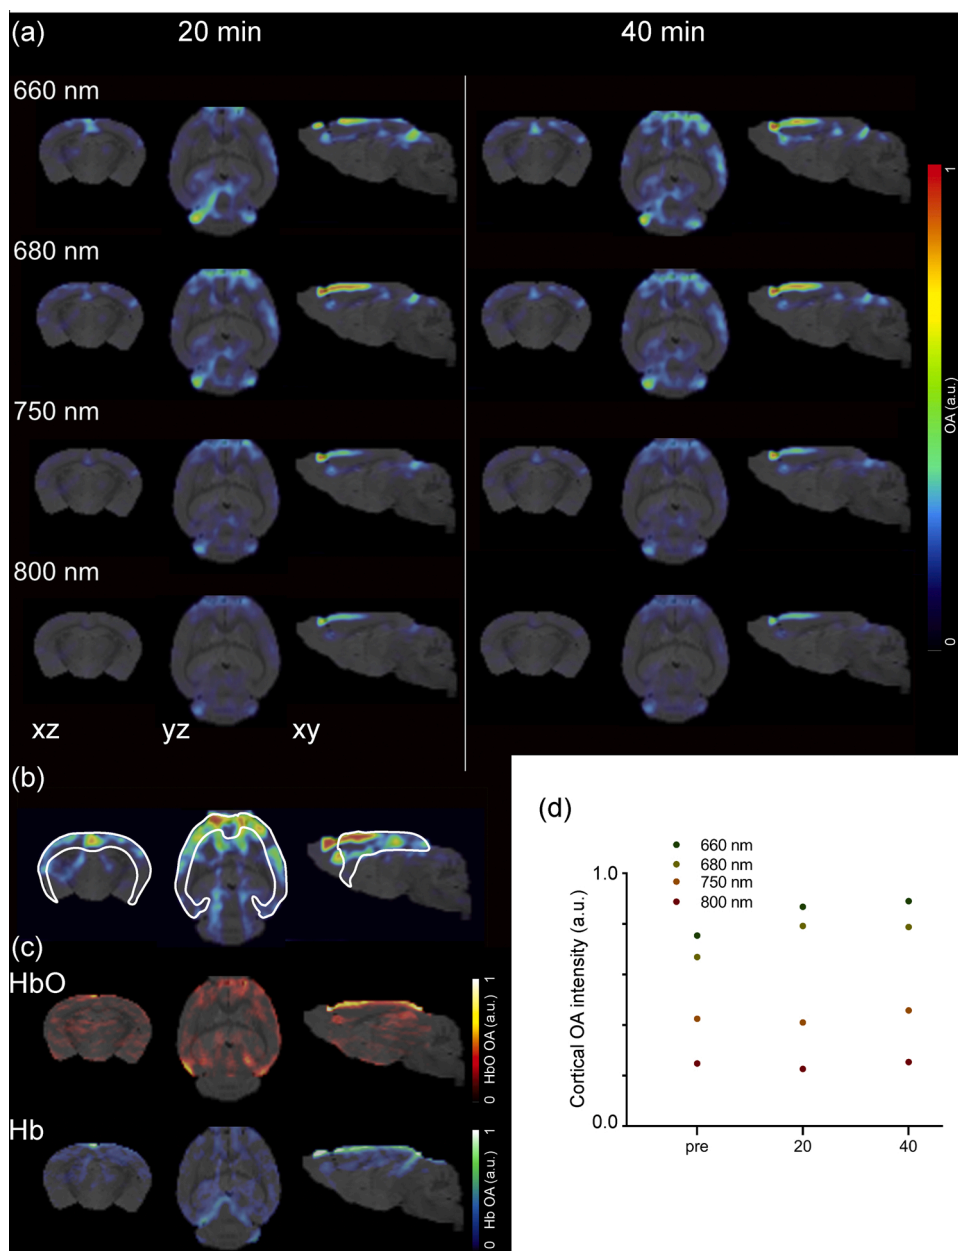 (a)
20 min
40 min
660 nm
680 nm
750 nm
800 nm
xz
yz
xy
1
OA (a.u.)
0
(b)
(c)
HbO
1
HbO OA (a.u.)
0
Hb
1
Hb OA (a.u.)
0
(d)
660 nm
680 nm
750 nm
800 nm
1.0
Cortical OA intensity (a.u.)
0.0
pre
20
40